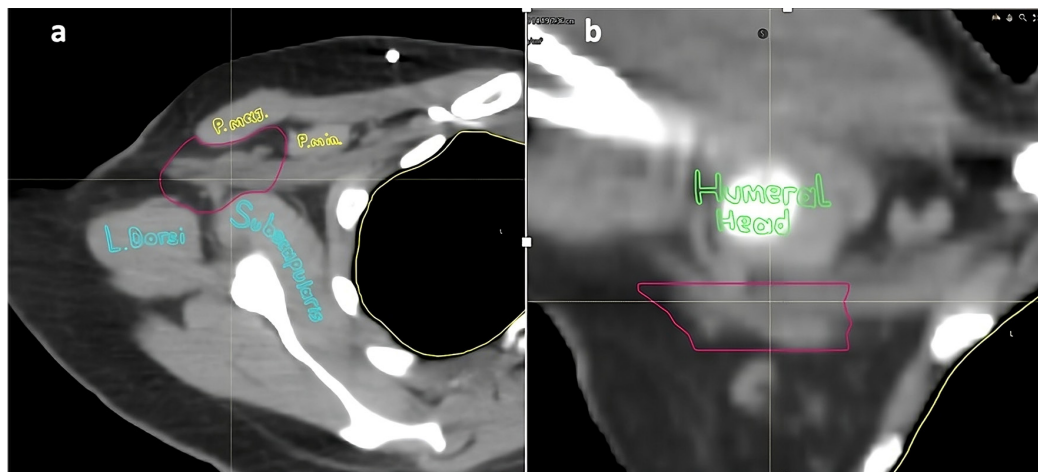 a
P.maj.
P.min.
L.Dorsi
Subscapularis
L
b
S
Humeral
Head
L